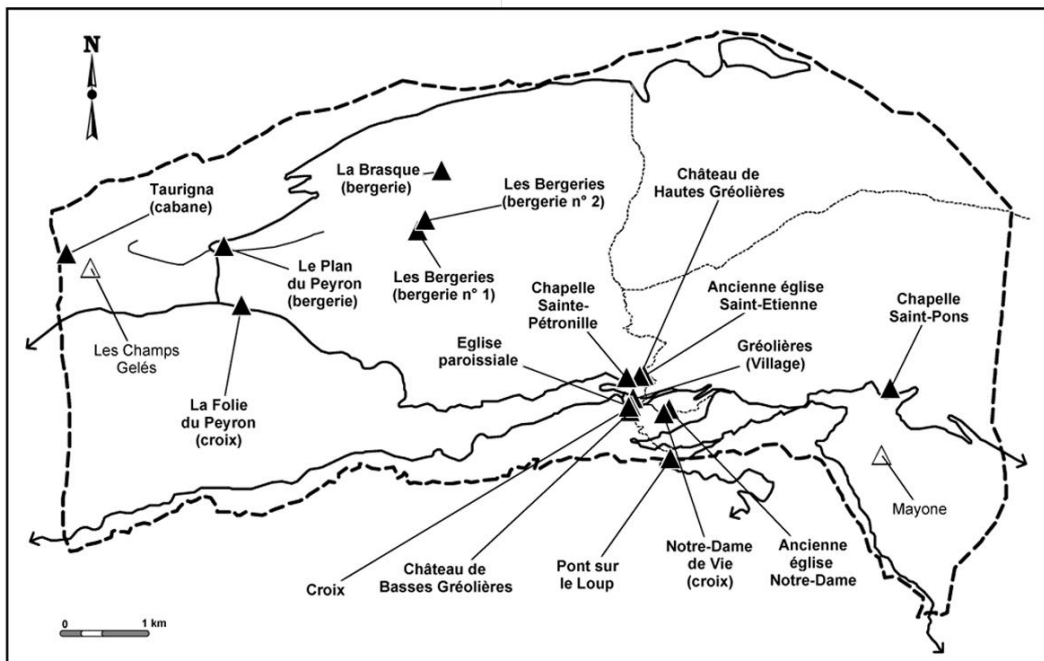 N
La Brasque
(bergerie)
Les Bergeries
(bergerie n° 2)
Château de
Hautes Gréolières
Taurigna
(cabane)
Le Plan
du Peyron
(bergerie)
Les Bergeries
(bergerie n° 1)
Chapelle
Sainte-
Pétronille
Ancienne église
Saint-Etienne
Chapelle
Saint-Pons
Les Champs
Gelés
Eglise
paroissiale
Gréolières
(Village)
La Folie
du Peyron
(croix)
Mayone
Croix
Château de
Basses Gréolières
Pont sur
le Loup
Notre-Dame
de Vie
(croix)
Ancienne
église
Notre-Dame
0 1 km